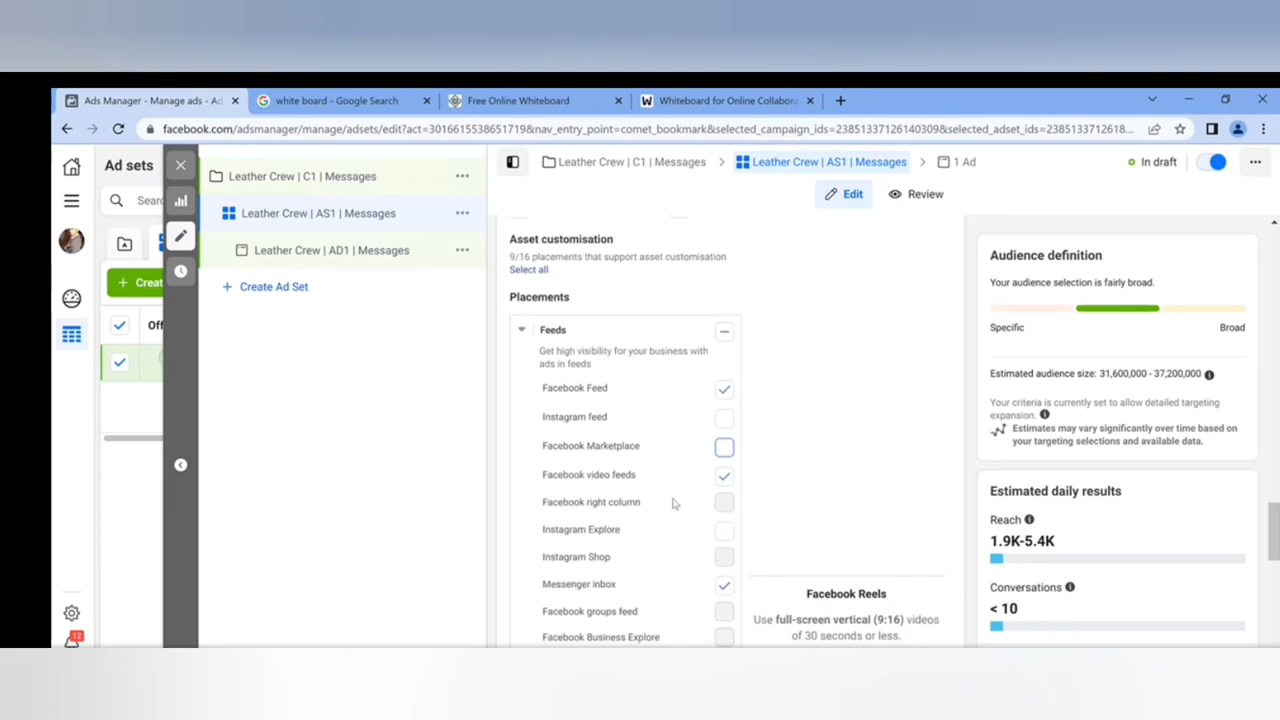 Ads Manager - Manage ads - Ad
white board - Google Search
Free Online Whiteboard
Whiteboard for Online Collabora
facebook.com/adsmanager/manage/adsets/edit?act=3016615538651719&nav_entry_point=comet_bookmark&selected_campaign_ids=23851337126140309&selected_adset_ids=2385133712618...
Ad sets
Sear
Creat
Off
12
Leather Crew | C1 | Messages
Leather Crew | AS1 | Messages
Leather Crew | AD1 | Messages
+ Create Ad Set
Leather Crew | C1 | Messages
Leather Crew | AS1 | Messages
1 Ad
In draft
Edit
Review
Asset customisation
9/16 placements that support asset customisation
Select all
Placements
Feeds
Get high visibility for your business with
ads in feeds
Facebook Feed
Instagram feed
Facebook Marketplace
Facebook video feeds
Facebook right column
Instagram Explore
Instagram Shop
Messenger inbox
Facebook groups feed
Facebook Business Explore
Facebook Reels
Use full-screen vertical (9:16) videos
of 30 seconds or less.
Audience definition
Your audience selection is fairly broad.
Specific
Broad
Estimated audience size: 31,600,000 - 37,200,000
Your criteria is currently set to allow detailed targeting
expansion.
Estimates may vary significantly over time based on
your targeting selections and available data.
Estimated daily results
Reach
1.9K-5.4K
Conversations
< 10